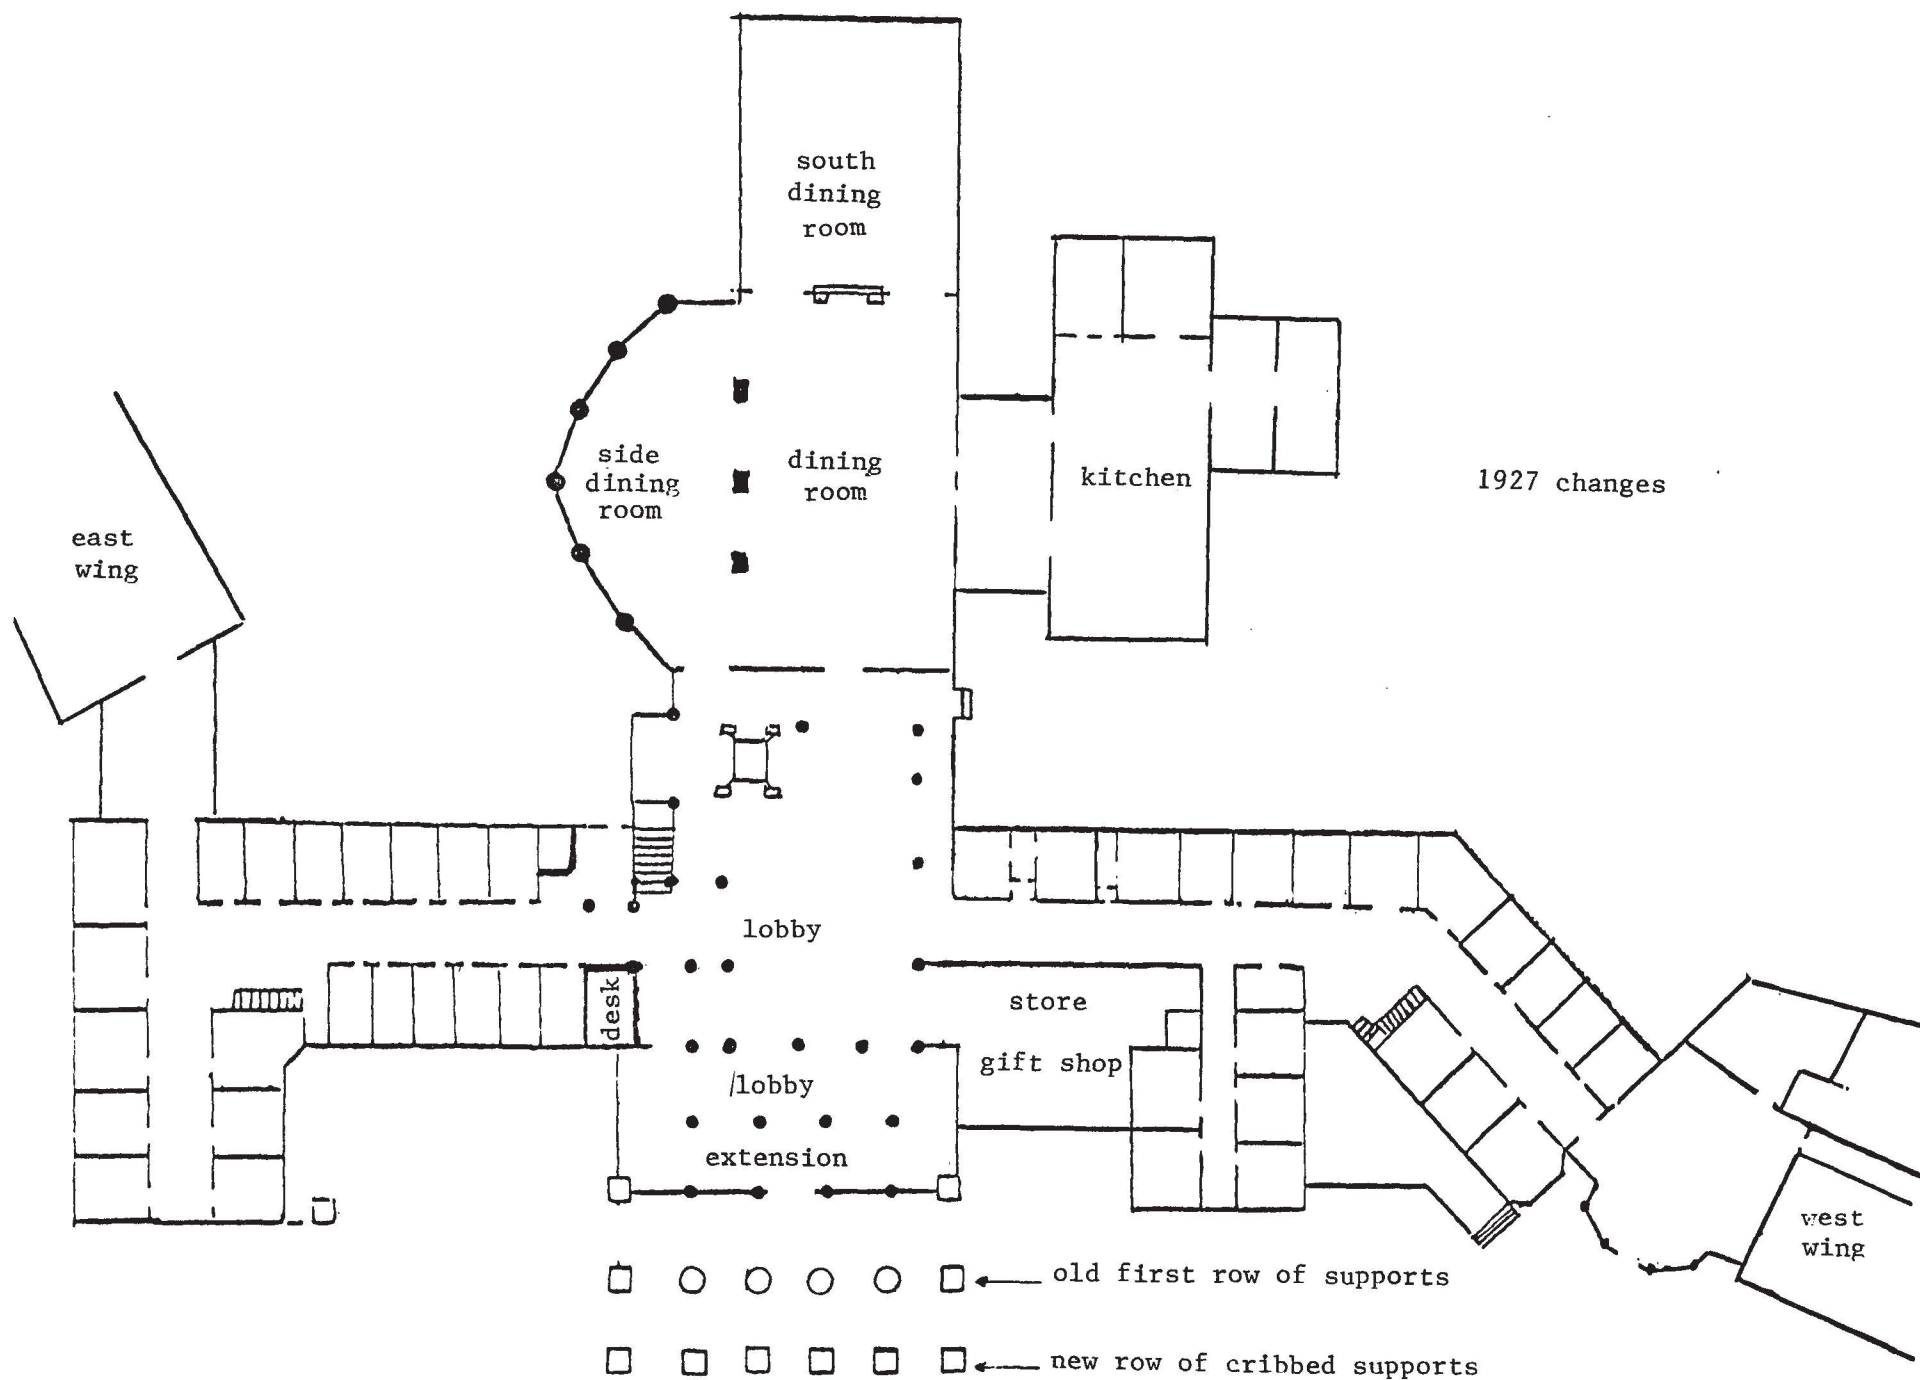 south
dining
room
side
dining
room
dining
room
kitchen
1927 changes
east
wing
lobby
desk
store
gift shop
lobby
extension
west
wing
old first row of supports
new row of cribbed supports